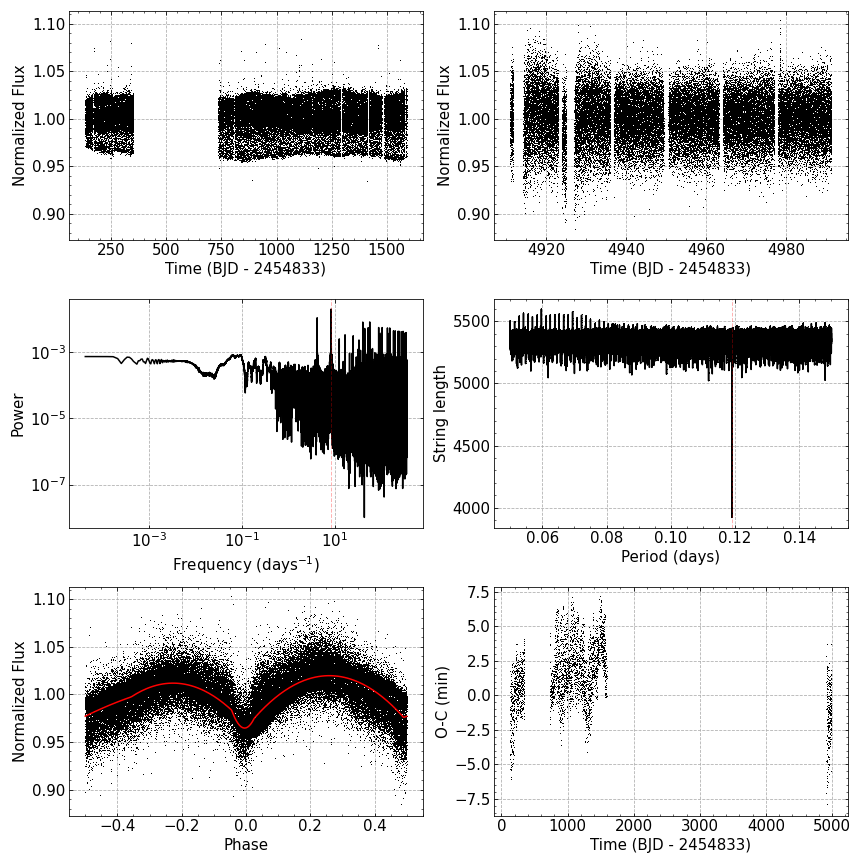 1.10
1.05
1.00
0.95
0.90
Normalized Flux
250 500 750 1000 1250 1500
Time (BJD - 2454833)
1.10
1.05
1.00
0.95
0.90
Normalized Flux
4920 4940 4960 4980
Time (BJD - 2454833)
10⁻³
10⁻⁵
10⁻⁷
Power
10⁻³ 10⁻¹ 10¹
Frequency (days⁻¹)
5500
5000
4500
4000
String length
0.06 0.08 0.10 0.12 0.14
Period (days)
1.10
1.05
1.00
0.95
0.90
Normalized Flux
−0.4 −0.2 0.0 0.2 0.4
Phase
7.5
5.0
2.5
0.0
−2.5
−5.0
−7.5
O-C (min)
0 1000 2000 3000 4000 5000
Time (BJD - 2454833)